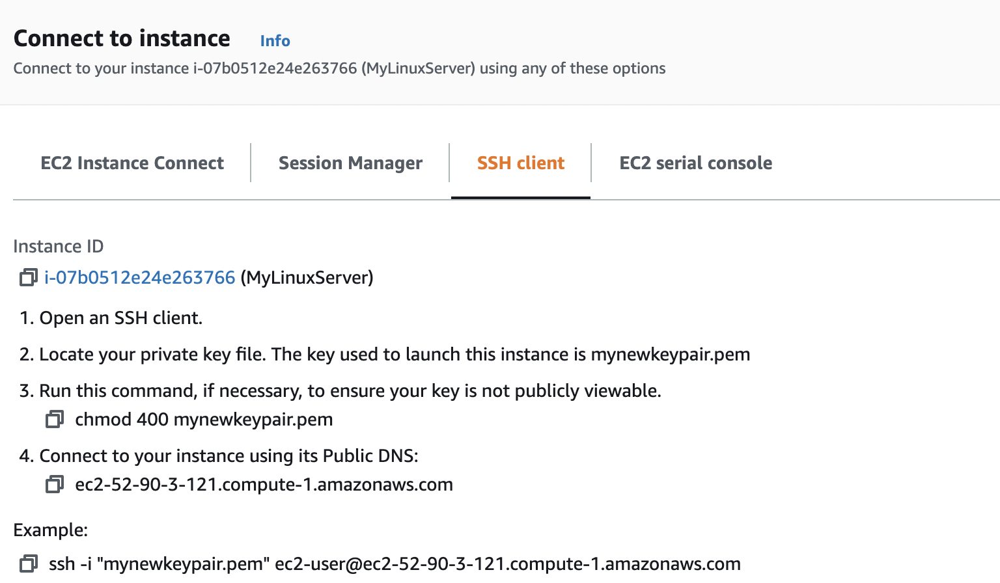 Connect to instance Info
Connect to your instance i-07b0512e24e263766 (MyLinuxServer) using any of these options
EC2 Instance Connect Session Manager SSH client EC2 serial console
Instance ID
i-07b0512e24e263766 (MyLinuxServer)
1. Open an SSH client.
2. Locate your private key file. The key used to launch this instance is mynewkeypair.pem
3. Run this command, if necessary, to ensure your key is not publicly viewable.
chmod 400 mynewkeypair.pem
4. Connect to your instance using its Public DNS:
ec2-52-90-3-121.compute-1.amazonaws.com
Example:
ssh -i "mynewkeypair.pem" ec2-user@ec2-52-90-3-121.compute-1.amazonaws.com